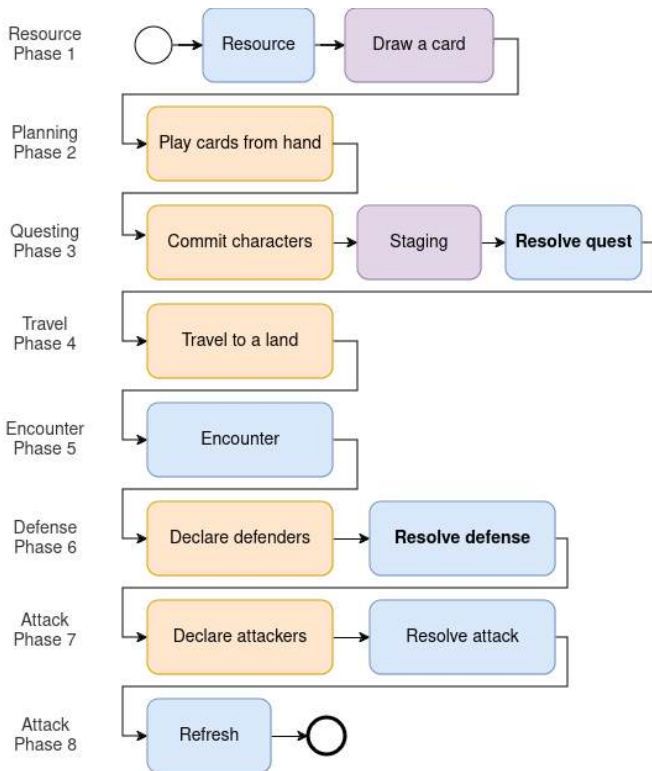 Resource
Phase 1
Resource
Draw a card
Planning
Phase 2
Play cards from hand
Questing
Phase 3
Commit characters
Staging
Resolve quest
Travel
Phase 4
Travel to a land
Encounter
Phase 5
Encounter
Defense
Phase 6
Declare defenders
Resolve defense
Attack
Phase 7
Declare attackers
Resolve attack
Attack
Phase 8
Refresh